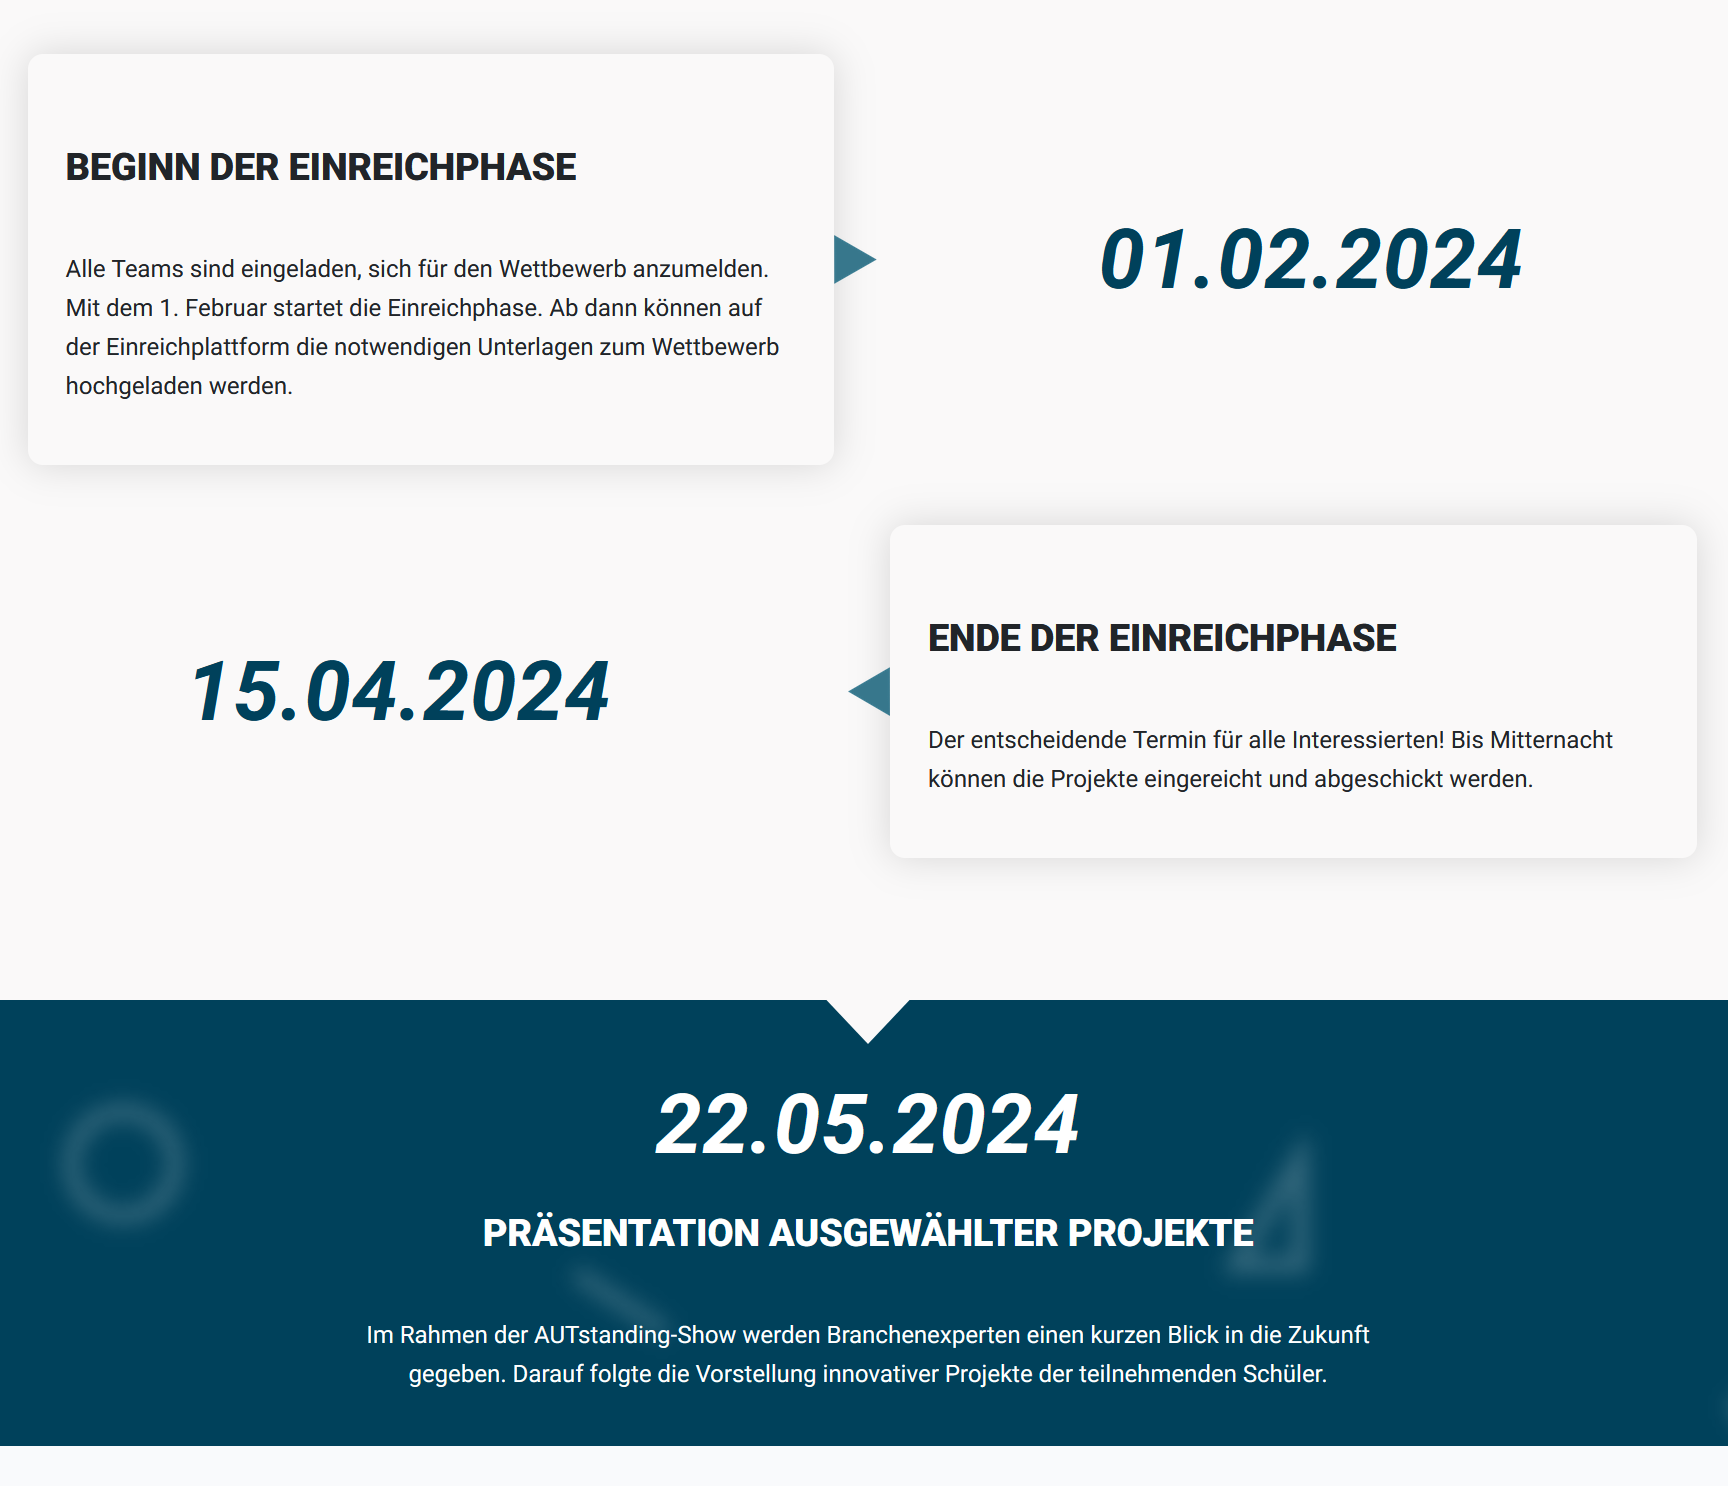 BEGINN DER EINREICHPHASE
Alle Teams sind eingeladen, sich für den Wettbewerb anzumelden.
Mit dem 1. Februar startet die Einreichphase. Ab dann können auf
der Einreichplattform die notwendigen Unterlagen zum Wettbewerb
hochgeladen werden.
01.02.2024
15.04.2024
ENDE DER EINREICHPHASE
Der entscheidende Termin für alle Interessierten! Bis Mitternacht
können die Projekte eingereicht und abgeschickt werden.
22.05.2024
PRÄSENTATION AUSGEWÄHLTER PROJEKTE
Im Rahmen der AUTstanding-Show werden Branchenexperten einen kurzen Blick in die Zukunft
gegeben. Darauf folgte die Vorstellung innovativer Projekte der teilnehmenden Schüler.